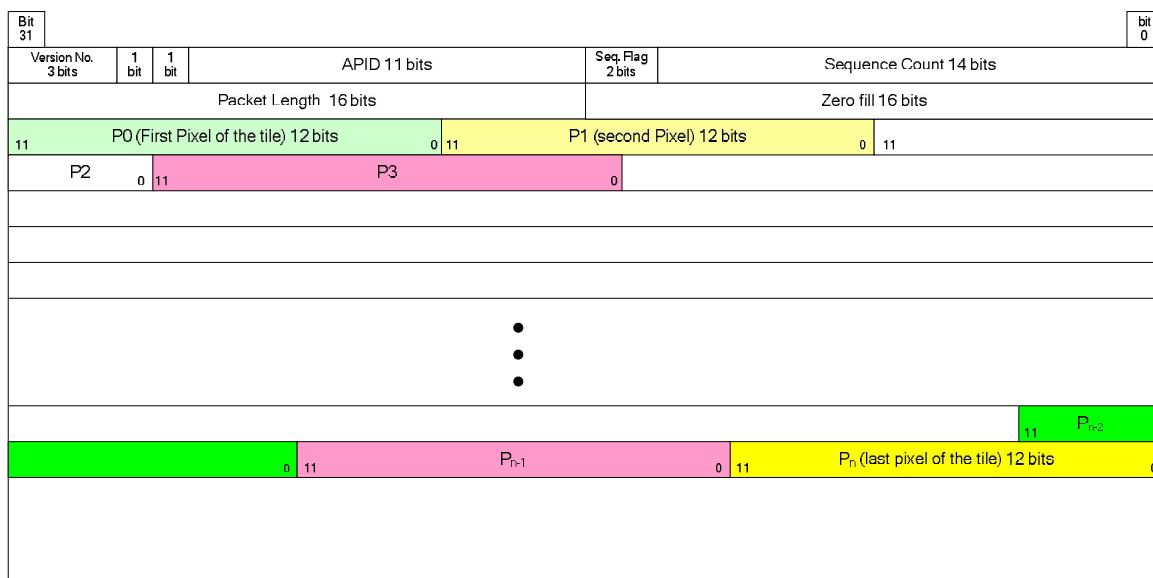 Bit
31
bit
0
Version No.
3 bits
1
bit
1
bit
APID 11 bits
Seq. Flag
2 bits
Sequence Count 14 bits
Packet Length 16 bits
Zero fill 16 bits
11 P0 (First Pixel of the tile) 12 bits 0
11 P1 (second Pixel) 12 bits 0
11
P2 0
11 P3 0
11 Pn-2
0
11 Pn-1 0
11 Pn (last pixel of the tile) 12 bits 0